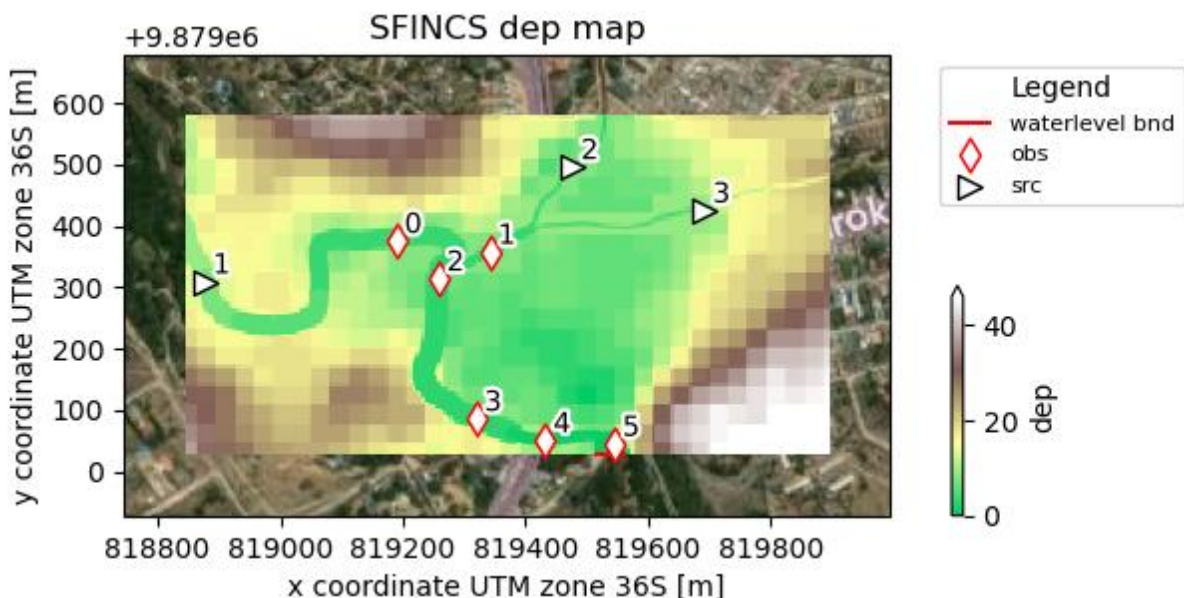 SFINCS dep map
+9.879e6
y coordinate UTM zone 36S [m]
600
500
400
300
200
100
0
818800 819000 819200 819400 819600 819800
x coordinate UTM zone 36S [m]
2
3
0
1
2
1
3
4
5
rok
Legend
waterlevel bnd
obs
src
40
20
0
dep